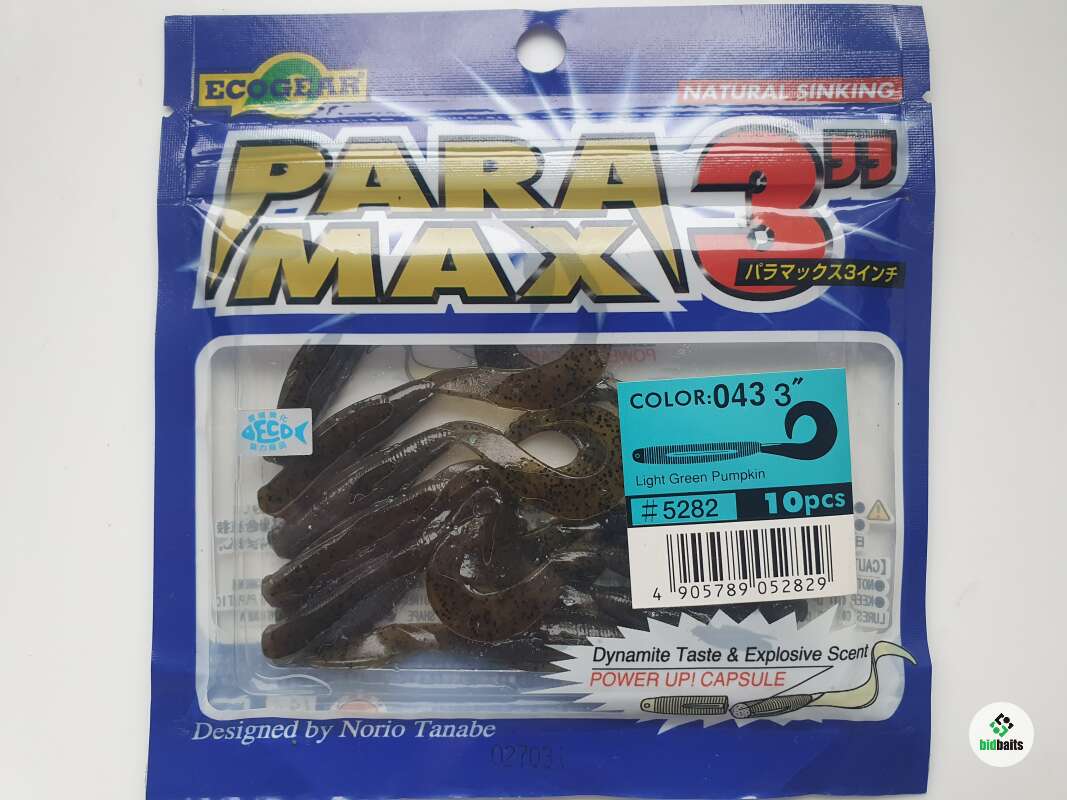 ECOGEAR
NATURAL SINKING
PARA
MAX
3"
パラマックス3インチ
COLOR:043 3"
Light Green Pumpkin
#5282 10pcs
4 905789 052829
ECO
Dynamite Taste & Explosive Scent
POWER UP! CAPSULE
Designed by Norio Tanabe
bidbaits